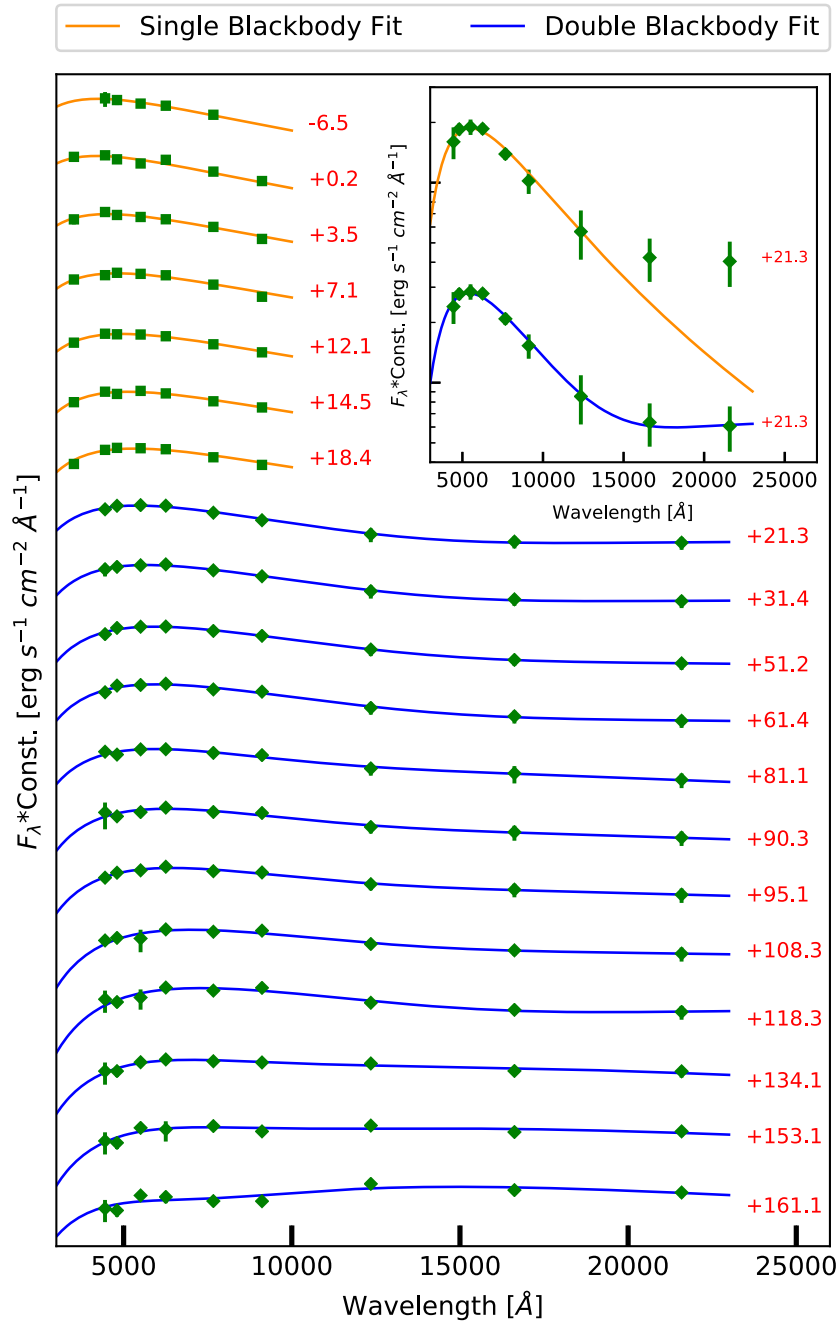 Single Blackbody Fit
Double Blackbody Fit
-6.5
+0.2
+3.5
+7.1
+12.1
+14.5
+18.4
+21.3
+31.4
+51.2
+61.4
+81.1
+90.3
+95.1
+108.3
+118.3
+134.1
+153.1
+161.1
F_λ*Const. [erg s⁻¹ cm⁻² Å⁻¹]
5000 10000 15000 20000 25000
Wavelength [Å]
F_λ*Const. [erg s⁻¹ cm⁻² Å⁻¹]
+21.3
+21.3
5000 10000 15000 20000 25000
Wavelength [Å]